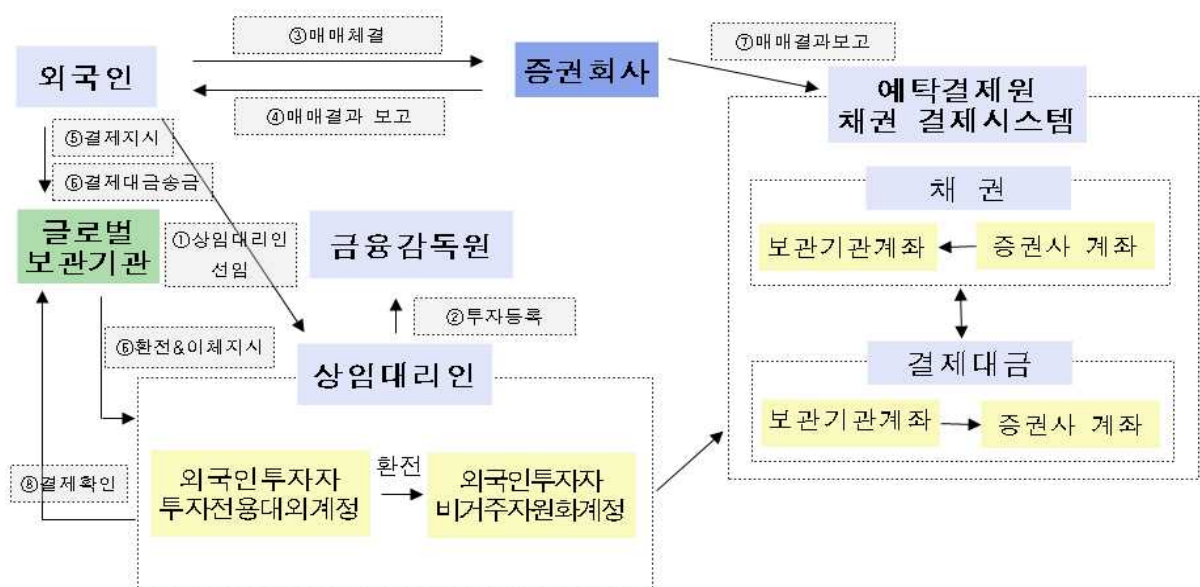 ③매매체결
⑦매매결과보고
외국인
증권회사
예탁결제원
채권 결제시스템
④매매결과 보고
⑤결제지시
⑥결제대금송금
채 권
글로벌
보관기관
①상임대리인
선임
금융감독원
보관기관계좌
증권사 계좌
②투자등록
⑥환전&이체지시
상임대리인
결제대금
보관기관계좌
증권사 계좌
⑧결제확인
외국인투자자
투자전용대외계정
환전
외국인투자자
비거주자원화계정